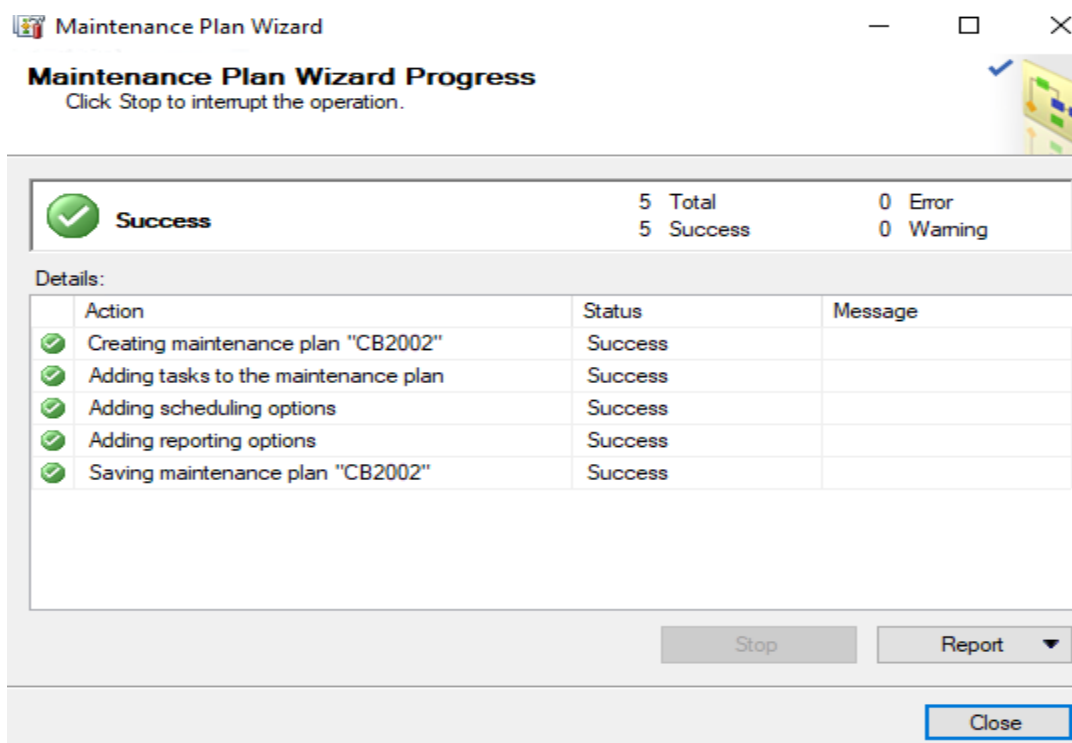 Maintenance Plan Wizard
Maintenance Plan Wizard Progress
Click Stop to interrupt the operation.
Success 5 Total 0 Error
5 Success 0 Warning
Details:
Action Status Message
Creating maintenance plan "CB2002" Success
Adding tasks to the maintenance plan Success
Adding scheduling options Success
Adding reporting options Success
Saving maintenance plan "CB2002" Success
Stop Report
Close